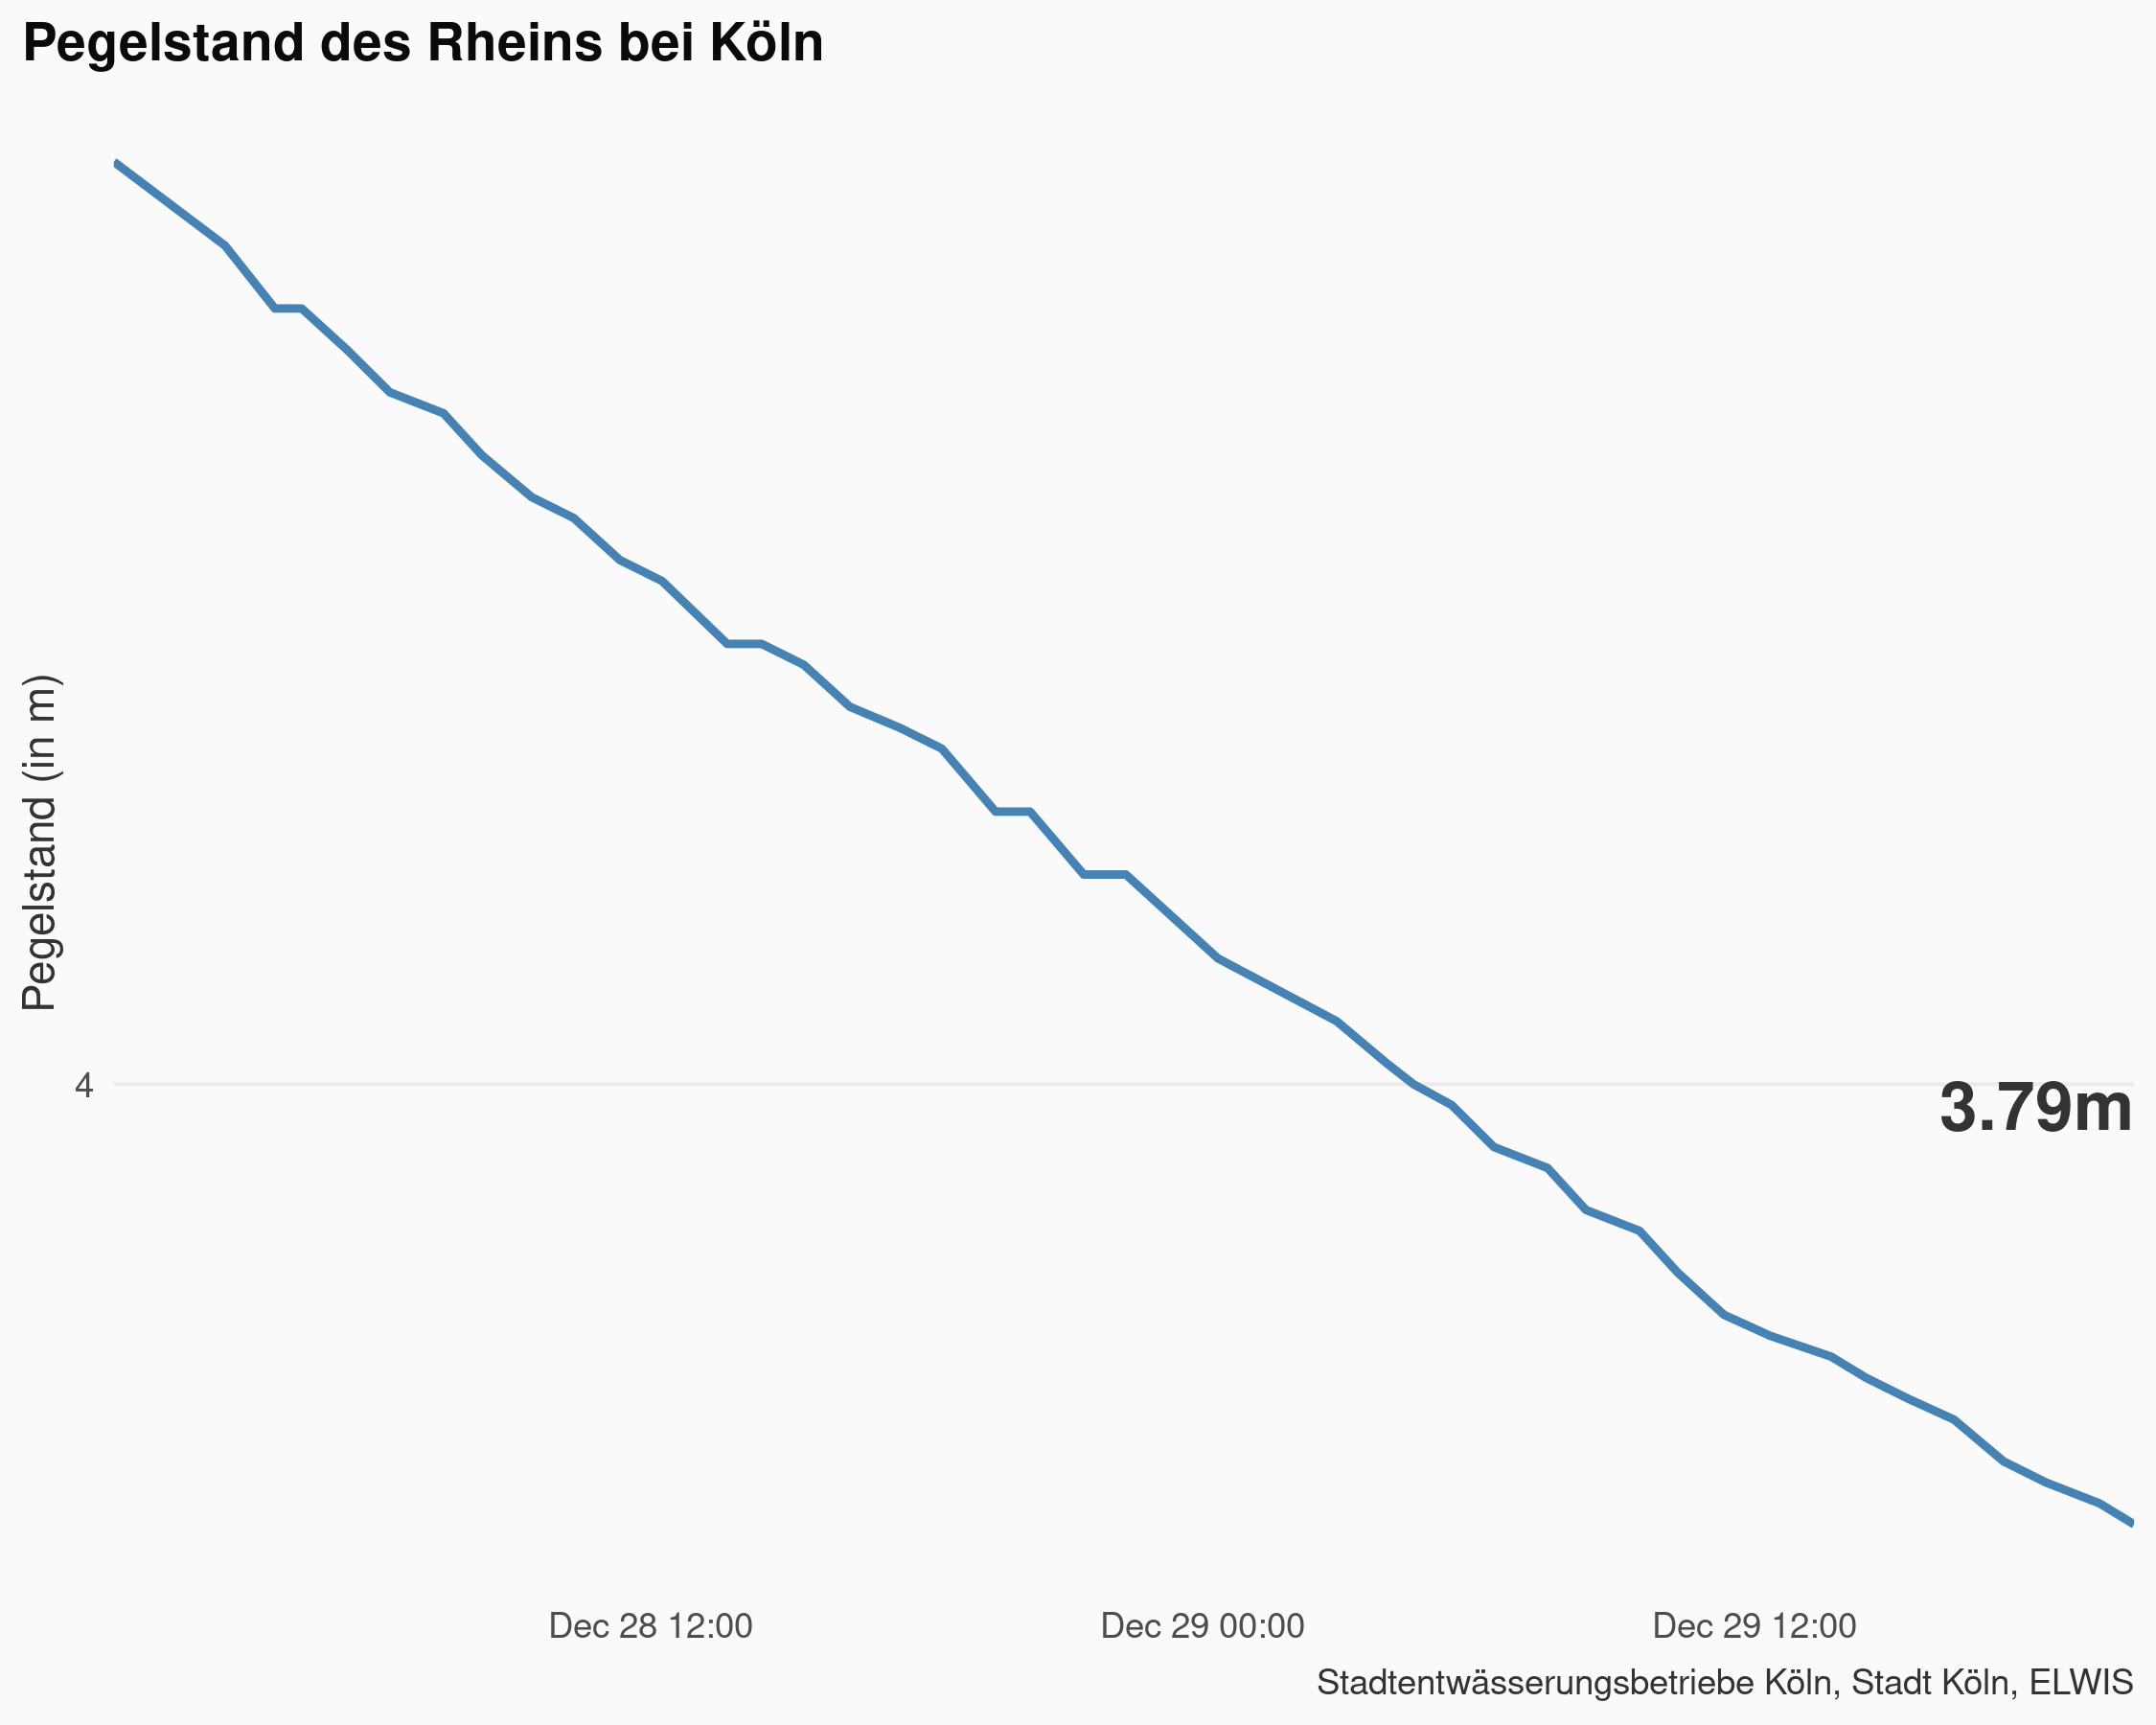 Pegelstand des Rheins bei Köln
Pegelstand (in m)
4
3.79m
Dec 28 12:00
Dec 29 00:00
Dec 29 12:00
Stadtentwässerungsbetriebe Köln, Stadt Köln, ELWIS